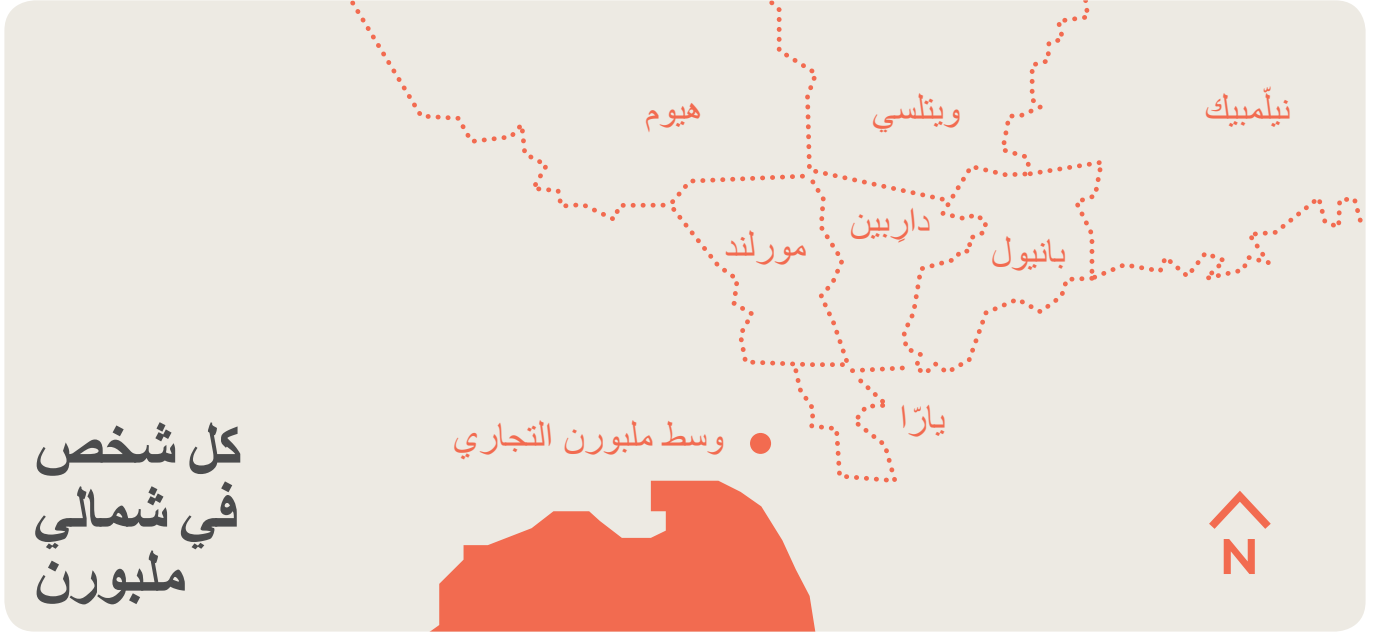 نيلّمبيك
ويتلسي
هيوم
دارِبين
بانيول
مورلند
يارّا
وسط ملبورن التجاري
كل شخص
في شمالي
ملبورن
N